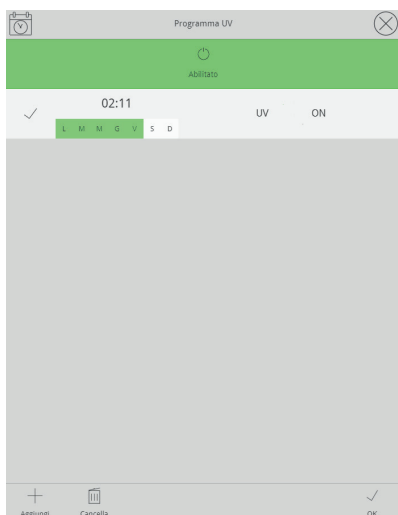 Programma UV
Abilitato
02:11
L M M G V S D
UV ON
Aggiungi Cancella OK